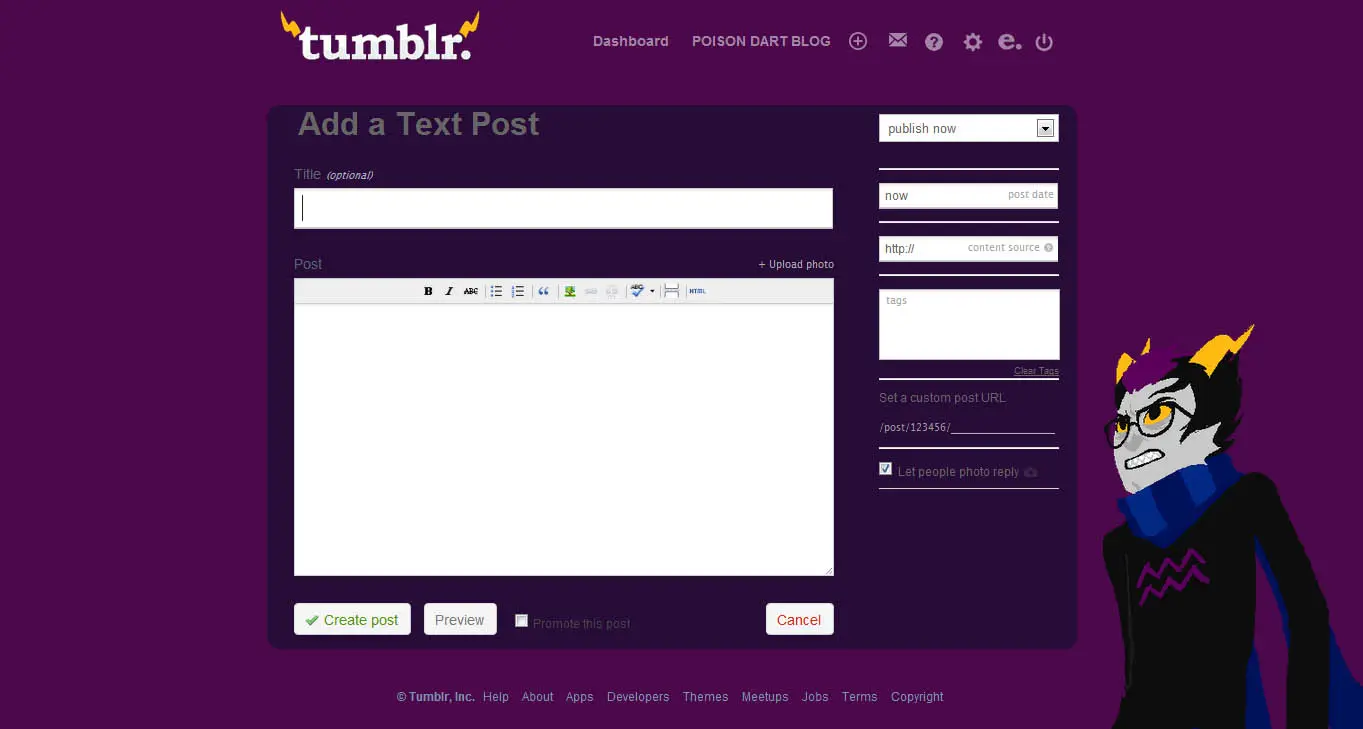 tumblr.
Dashboard POISON DART BLOG
Add a Text Post
publish now
Title (optional)
now post date
http:// content source
Post + Upload photo
B I ABC ABC HTML
tags
Clear Tags
Set a custom post URL
/post/123456/
Let people photo reply
Create post Preview Promote this post Cancel
© Tumblr, Inc. Help About Apps Developers Themes Meetups Jobs Terms Copyright